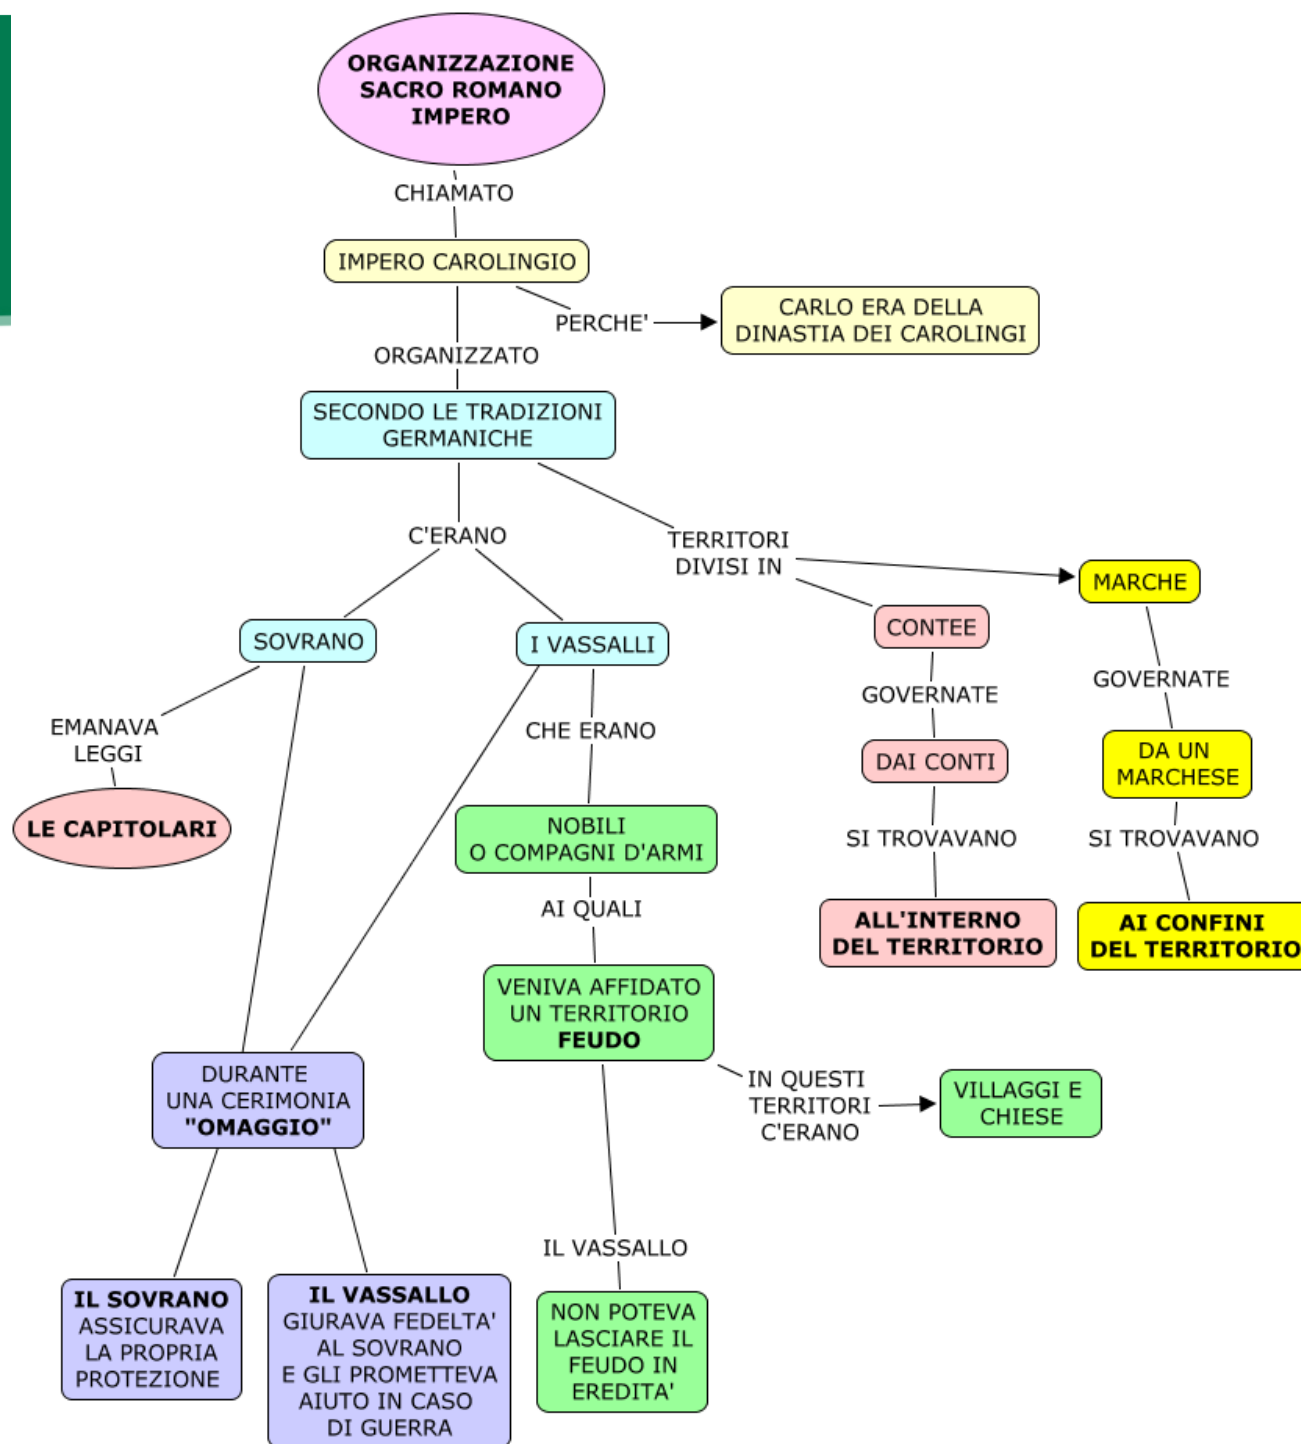 ORGANIZZAZIONE
SACRO ROMANO
IMPERO
CHIAMATO
IMPERO CAROLINGIO
PERCHE'
CARLO ERA DELLA
DINASTIA DEI CAROLINGI
ORGANIZZATO
SECONDO LE TRADIZIONI
GERMANICHE
C'ERANO
TERRITORI
DIVISI IN
SOVRANO
I VASSALLI
CONTEE
MARCHE
EMANAVA
LEGGI
LE CAPITOLARI
CHE ERANO
GOVERNATE
GOVERNATE
DAI CONTI
DA UN
MARCHESE
NOBILI
O COMPAGNI D'ARMI
SI TROVAVANO
SI TROVAVANO
AI QUALI
ALL'INTERNO
DEL TERRITORIO
AI CONFINI
DEL TERRITORIO
VENIVA AFFIDATO
UN TERRITORIO
FEUDO
IN QUESTI
TERRITORI
C'ERANO
VILLAGGI E
CHIESE
DURANTE
UNA CERIMONIA
"OMAGGIO"
IL SOVRANO
ASSICURAVA
LA PROPRIA
PROTEZIONE
IL VASSALLO
GIURAVA FEDELTA'
AL SOVRANO
E GLI PROMETTEVA
AIUTO IN CASO
DI GUERRA
IL VASSALLO
NON POTEVA
LASCIARE IL
FEUDO IN
EREDITA'